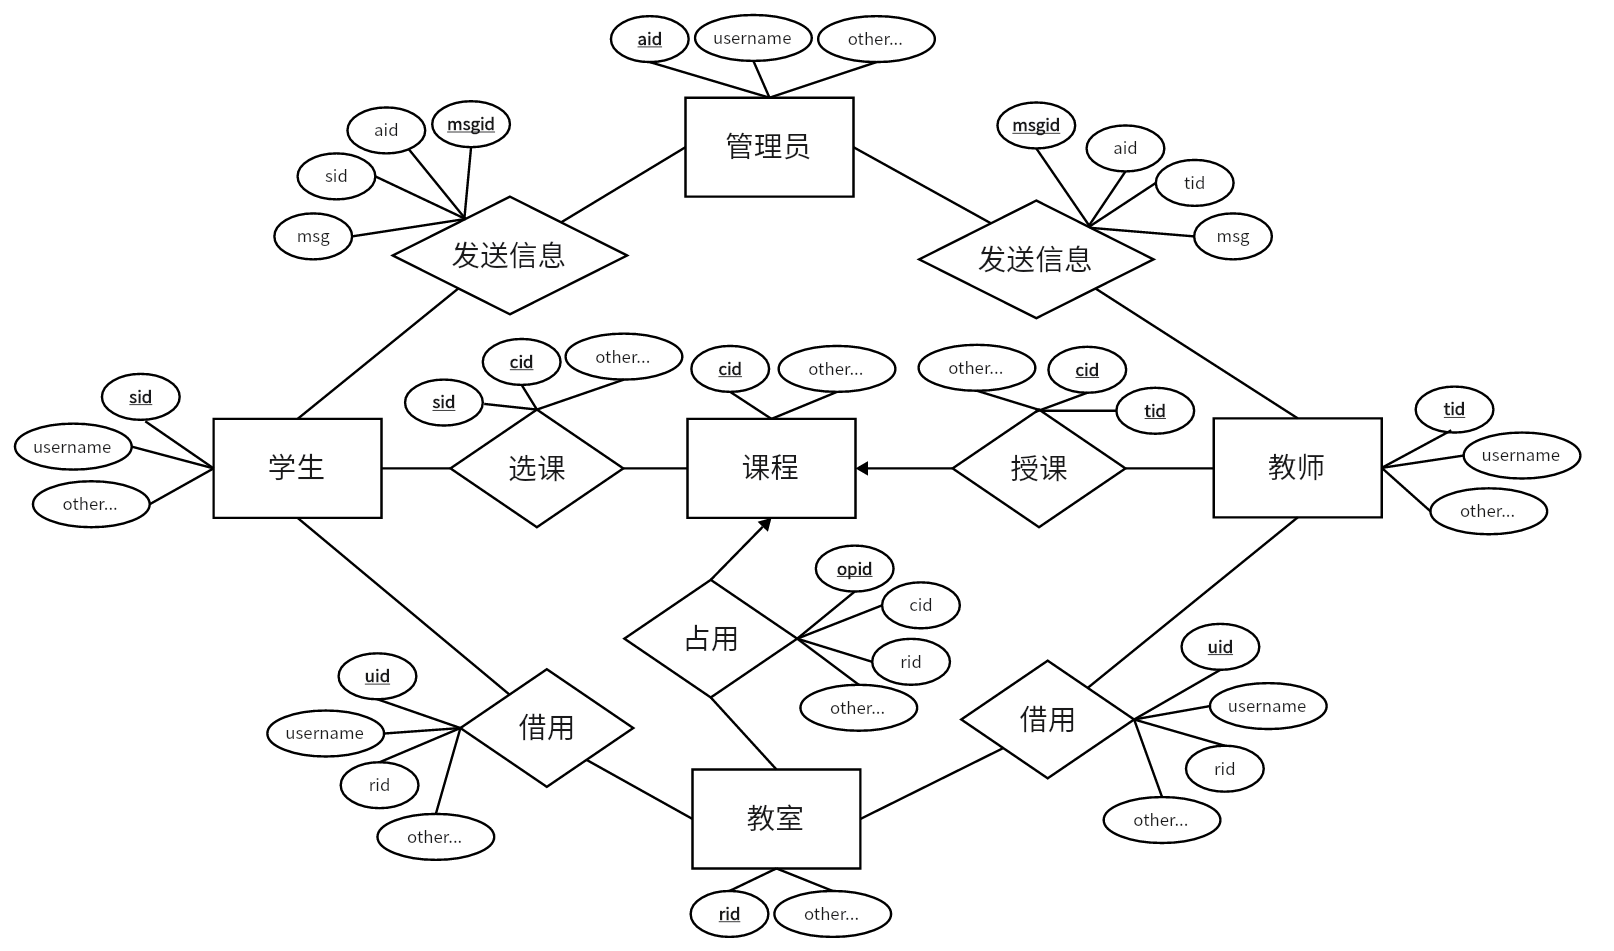 aid
username
other...
管理员
msgid
aid
sid
msg
发送信息
msgid
aid
tid
msg
发送信息
sid
username
other...
学生
sid
cid
other...
选课
cid
other...
课程
other...
cid
tid
授课
tid
username
other...
教师
opid
cid
rid
other...
占用
uid
username
rid
other...
借用
uid
username
rid
other...
借用
教室
rid
other...